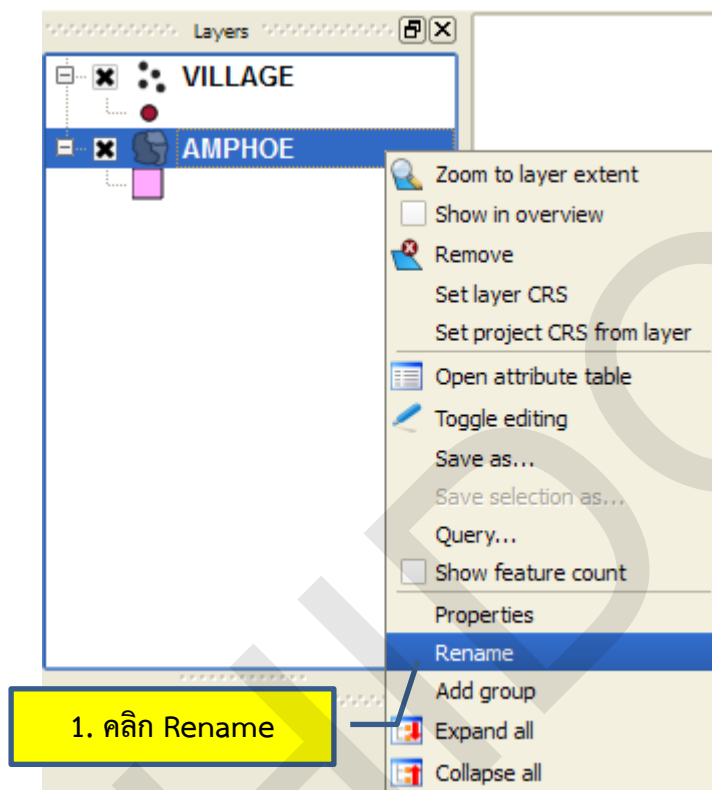 Layers
VILLAGE
AMPHOE
Zoom to layer extent
Show in overview
Remove
Set layer CRS
Set project CRS from layer
Open attribute table
Toggle editing
Save as...
Save selection as...
Query...
Show feature count
Properties
Rename
Add group
Expand all
Collapse all
1. คลิก Rename